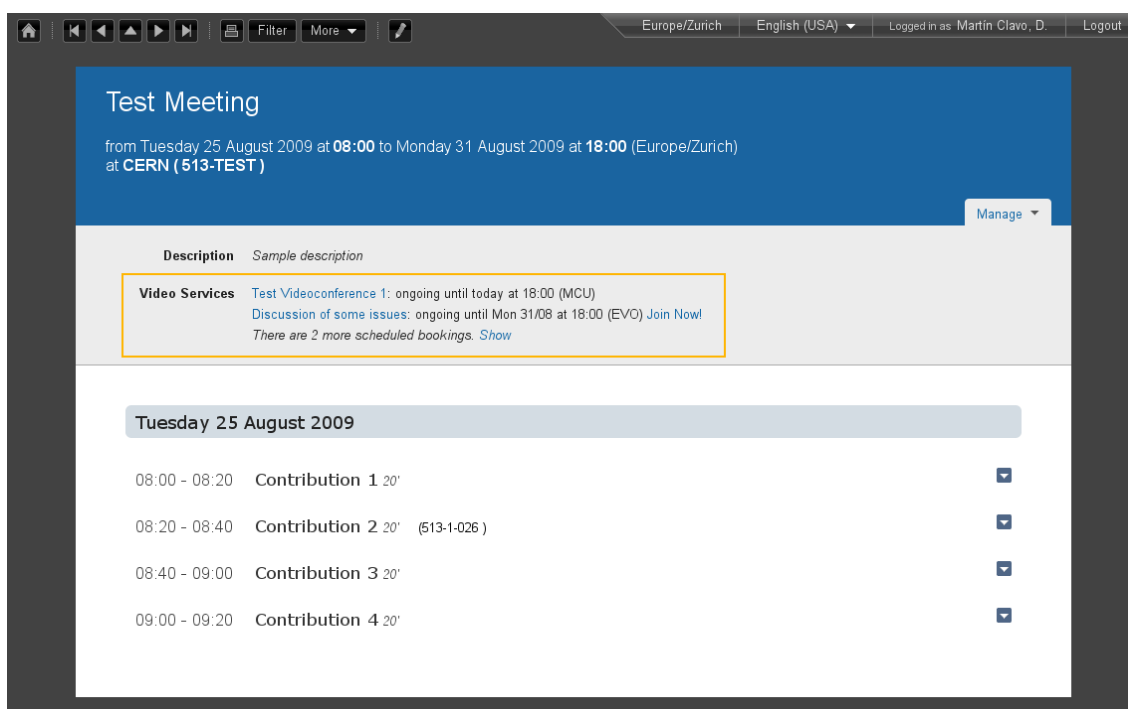 Filter More Europe/Zurich English (USA) Logged in as Martín Clavo, D. Logout
Test Meeting
from Tuesday 25 August 2009 at 08:00 to Monday 31 August 2009 at 18:00 (Europe/Zurich)
at CERN ( 513-TEST )
Manage
Description Sample description
Video Services Test Videoconference 1: ongoing until today at 18:00 (MCU)
Discussion of some issues: ongoing until Mon 31/08 at 18:00 (EVO) Join Now!
There are 2 more scheduled bookings. Show
Tuesday 25 August 2009
08:00 - 08:20 Contribution 1 20'
08:20 - 08:40 Contribution 2 20' (513-1-026 )
08:40 - 09:00 Contribution 3 20'
09:00 - 09:20 Contribution 4 20'